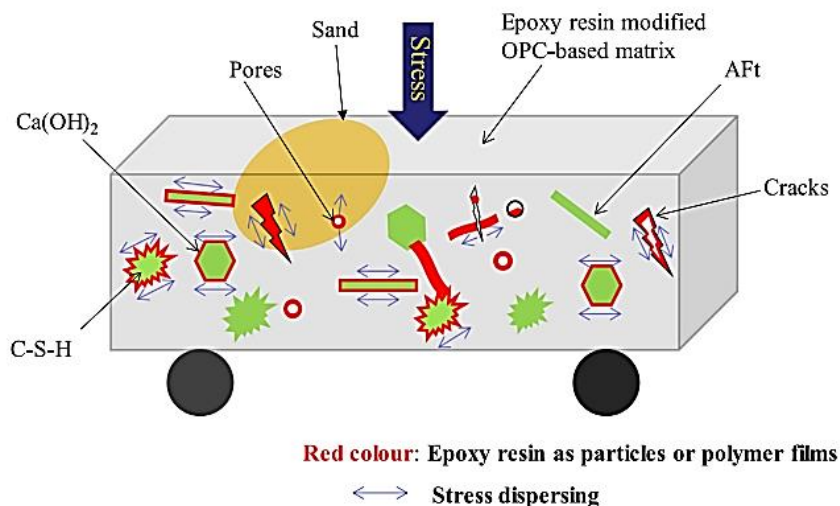 Sand
Epoxy resin modified
OPC-based matrix
Pores
Stress
AFt
Ca(OH)2
Cracks
C-S-H
Red colour: Epoxy resin as particles or polymer films
Stress dispersing